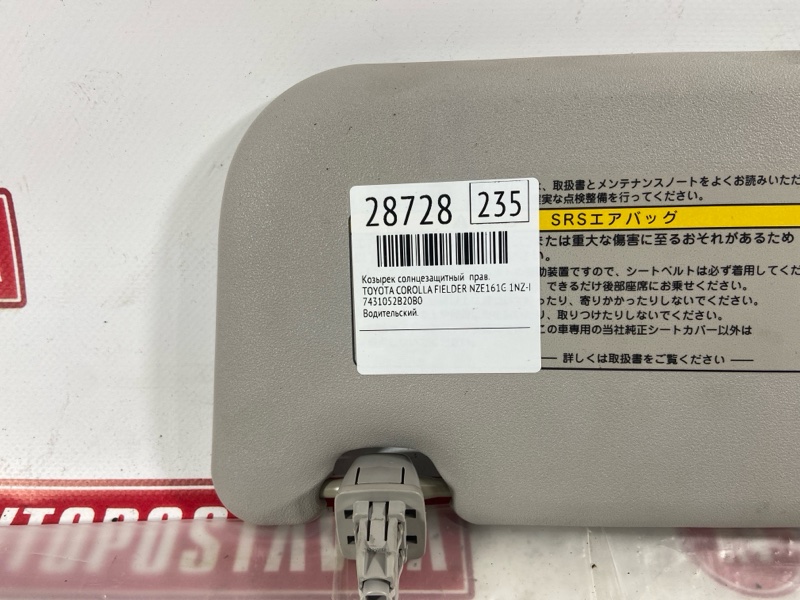 28728 235
Козырек солнцезащитный прав.
TOYOTA COROLLA FIELDER NZE161G 1NZ-
7431052B20B0
Водительский.
、取扱書とメンテナンスノートをよくお読みいただ
実な点検整備を行ってください。
SRSエアバッグ
または重大な傷害に至るおそれがあるため
い。
助装置ですので、シートベルトは必ず着用してくだ
できるだけ後部座席にお乗せください。
ったり、寄りかかったりしないでください。
り、取りつけたりしないでください。
この車専用の当社純正シートカバー以外は
詳しくは取扱書をご覧ください